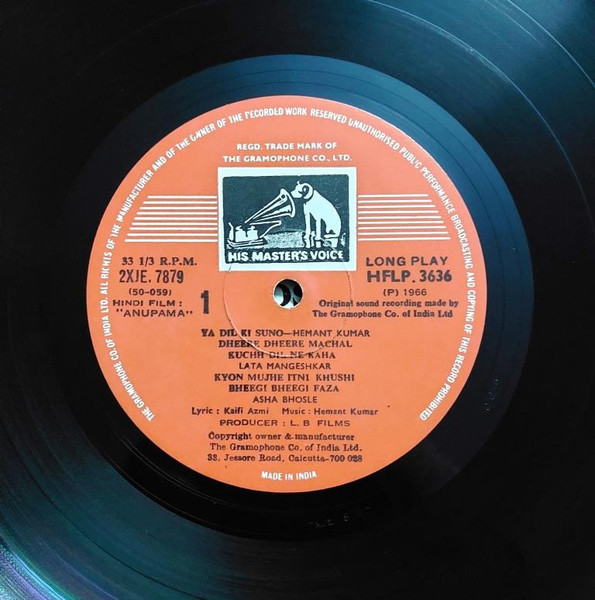 THE GRAMOPHONE CO. OF INDIA LTD. ALL RIGHTS OF THE MANUFACTURER AND OF THE OWNER OF THE RECORDED WORK RESERVED UNAUTHORISED PUBLIC PERFORMANCE BROADCASTING AND COPYING OF THIS RECORD PROHIBITED
REGD. TRADE MARK OF
THE GRAMOPHONE CO., LTD.
HIS MASTER'S VOICE
33 1/3 R.P.M.
2XJE. 7879
(50-059)
HINDI FILM :
"ANUPAMA"
1
LONG PLAY
HFLP. 3636
(P) 1966
Original sound recording made by
The Gramophone Co. of India Ltd
YA DIL KI SUNO—HEMANT KUMAR
DHEERE DHEERE MACHAL
KUCHH DIL NE KAHA
LATA MANGESHKAR
KYON MUJHE ITNI KHUSHI
BHEEGI BHEEGI FAZA
ASHA BHOSLE
Lyric : Kaifi Azmi Music : Hemant Kumar
PRODUCER : L. B FILMS
Copyright owner & manufacturer
The Gramophone Co. of India Ltd.
33, Jessore Road, Calcutta-700 028
MADE IN INDIA